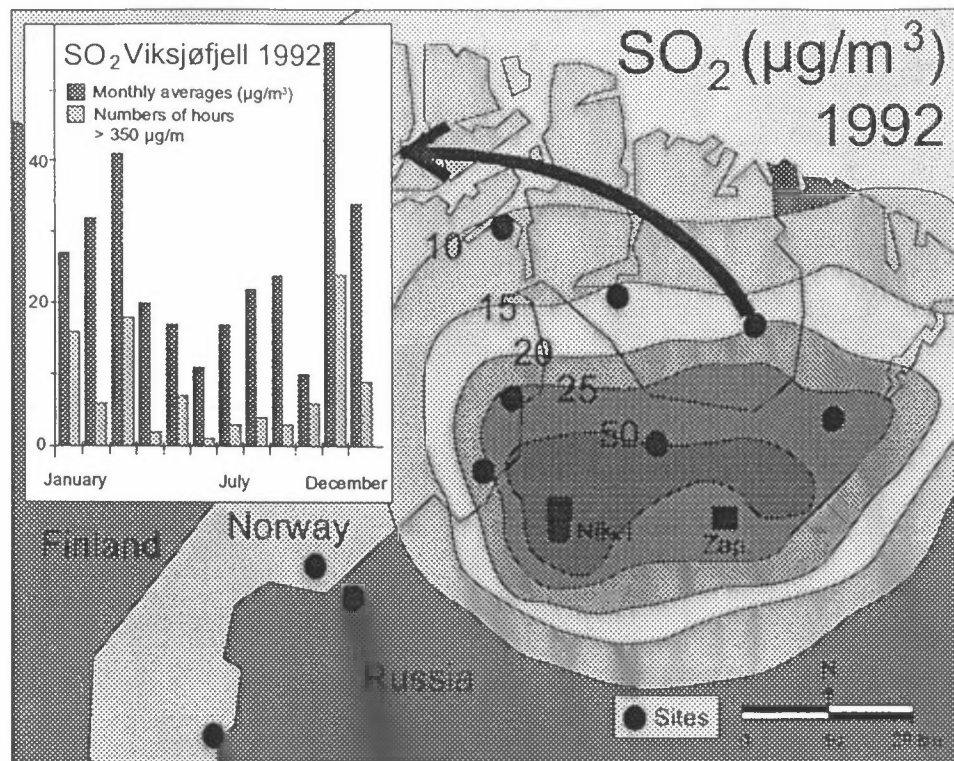 SO₂ Viksjøfjell 1992
Monthly averages (µg/m³)
Numbers of hours
> 350 µg/m
40
20
0
January
July
December
SO₂ (µg/m³)
1992
10
15
20
25
50
Nikel
Zap.
Norway
Finland
Russia
N
Sites
0